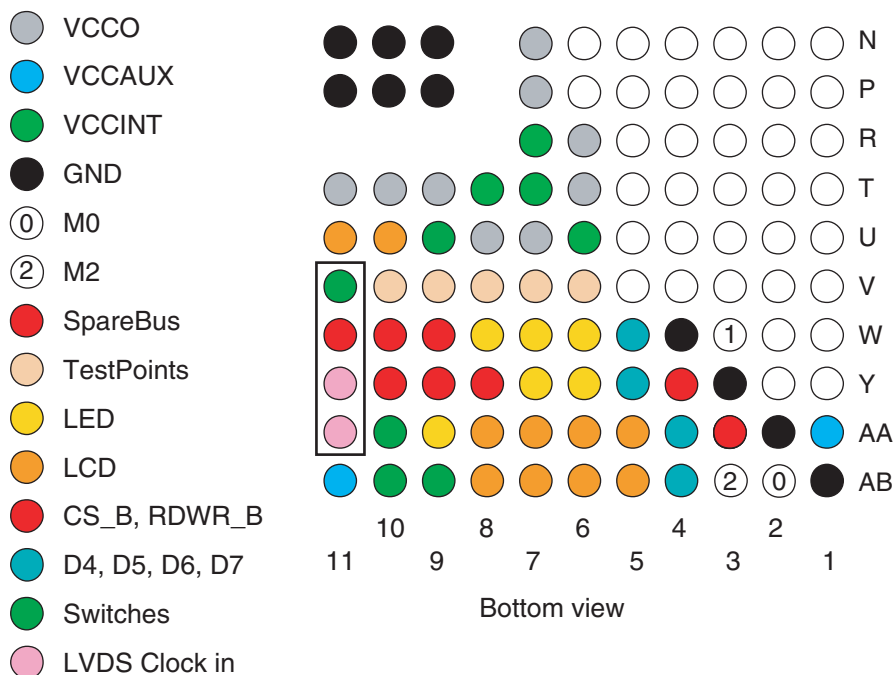 VCCO
VCCAUX
VCCINT
GND
0 M0
2 M2
SpareBus
TestPoints
LED
LCD
CS_B, RDWR_B
D4, D5, D6, D7
Switches
LVDS Clock in
N
P
R
T
U
V
1 W
Y
AA
2 0 AB
10 8 6 4 2
11 9 7 5 3 1
Bottom view